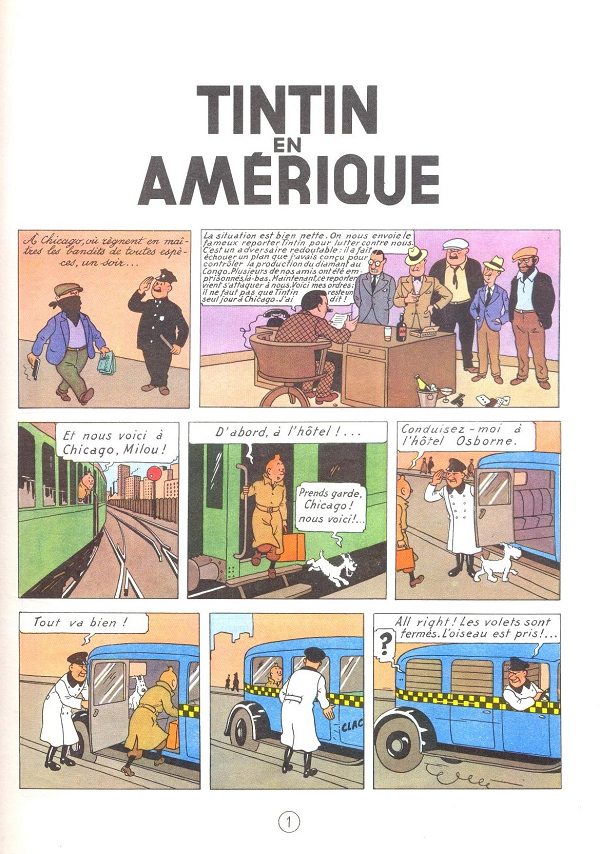 TINTIN
EN
AMÉRIQUE
À Chicago, où règnent en maî-
tres les bandits de toutes espè-
ces, un soir...
La situation est bien nette. On nous envoie le
fameux reporter Tintin pour lutter contre nous.
C'est un adversaire redoutable: il a fait
échouer un plan que j'avais conçu pour
contrôler la production du diamant au
Congo. Plusieurs de nos amis ont été em-
prisonnés là-bas. Maintenant, ce reporter
vient s'attaquer à nous. Voici mes ordres:
il ne faut pas que Tintin reste un
seul jour à Chicago. J'ai dit!
Et nous voici à
Chicago, Milou!
D'abord, à l'hôtel!...
Prends garde,
Chicago!
nous voici!...
Conduisez-moi à
l'hôtel Osborne.
Tout va bien!
CLAC
?
All right! Les volets sont
fermés. L'oiseau est pris!...
1